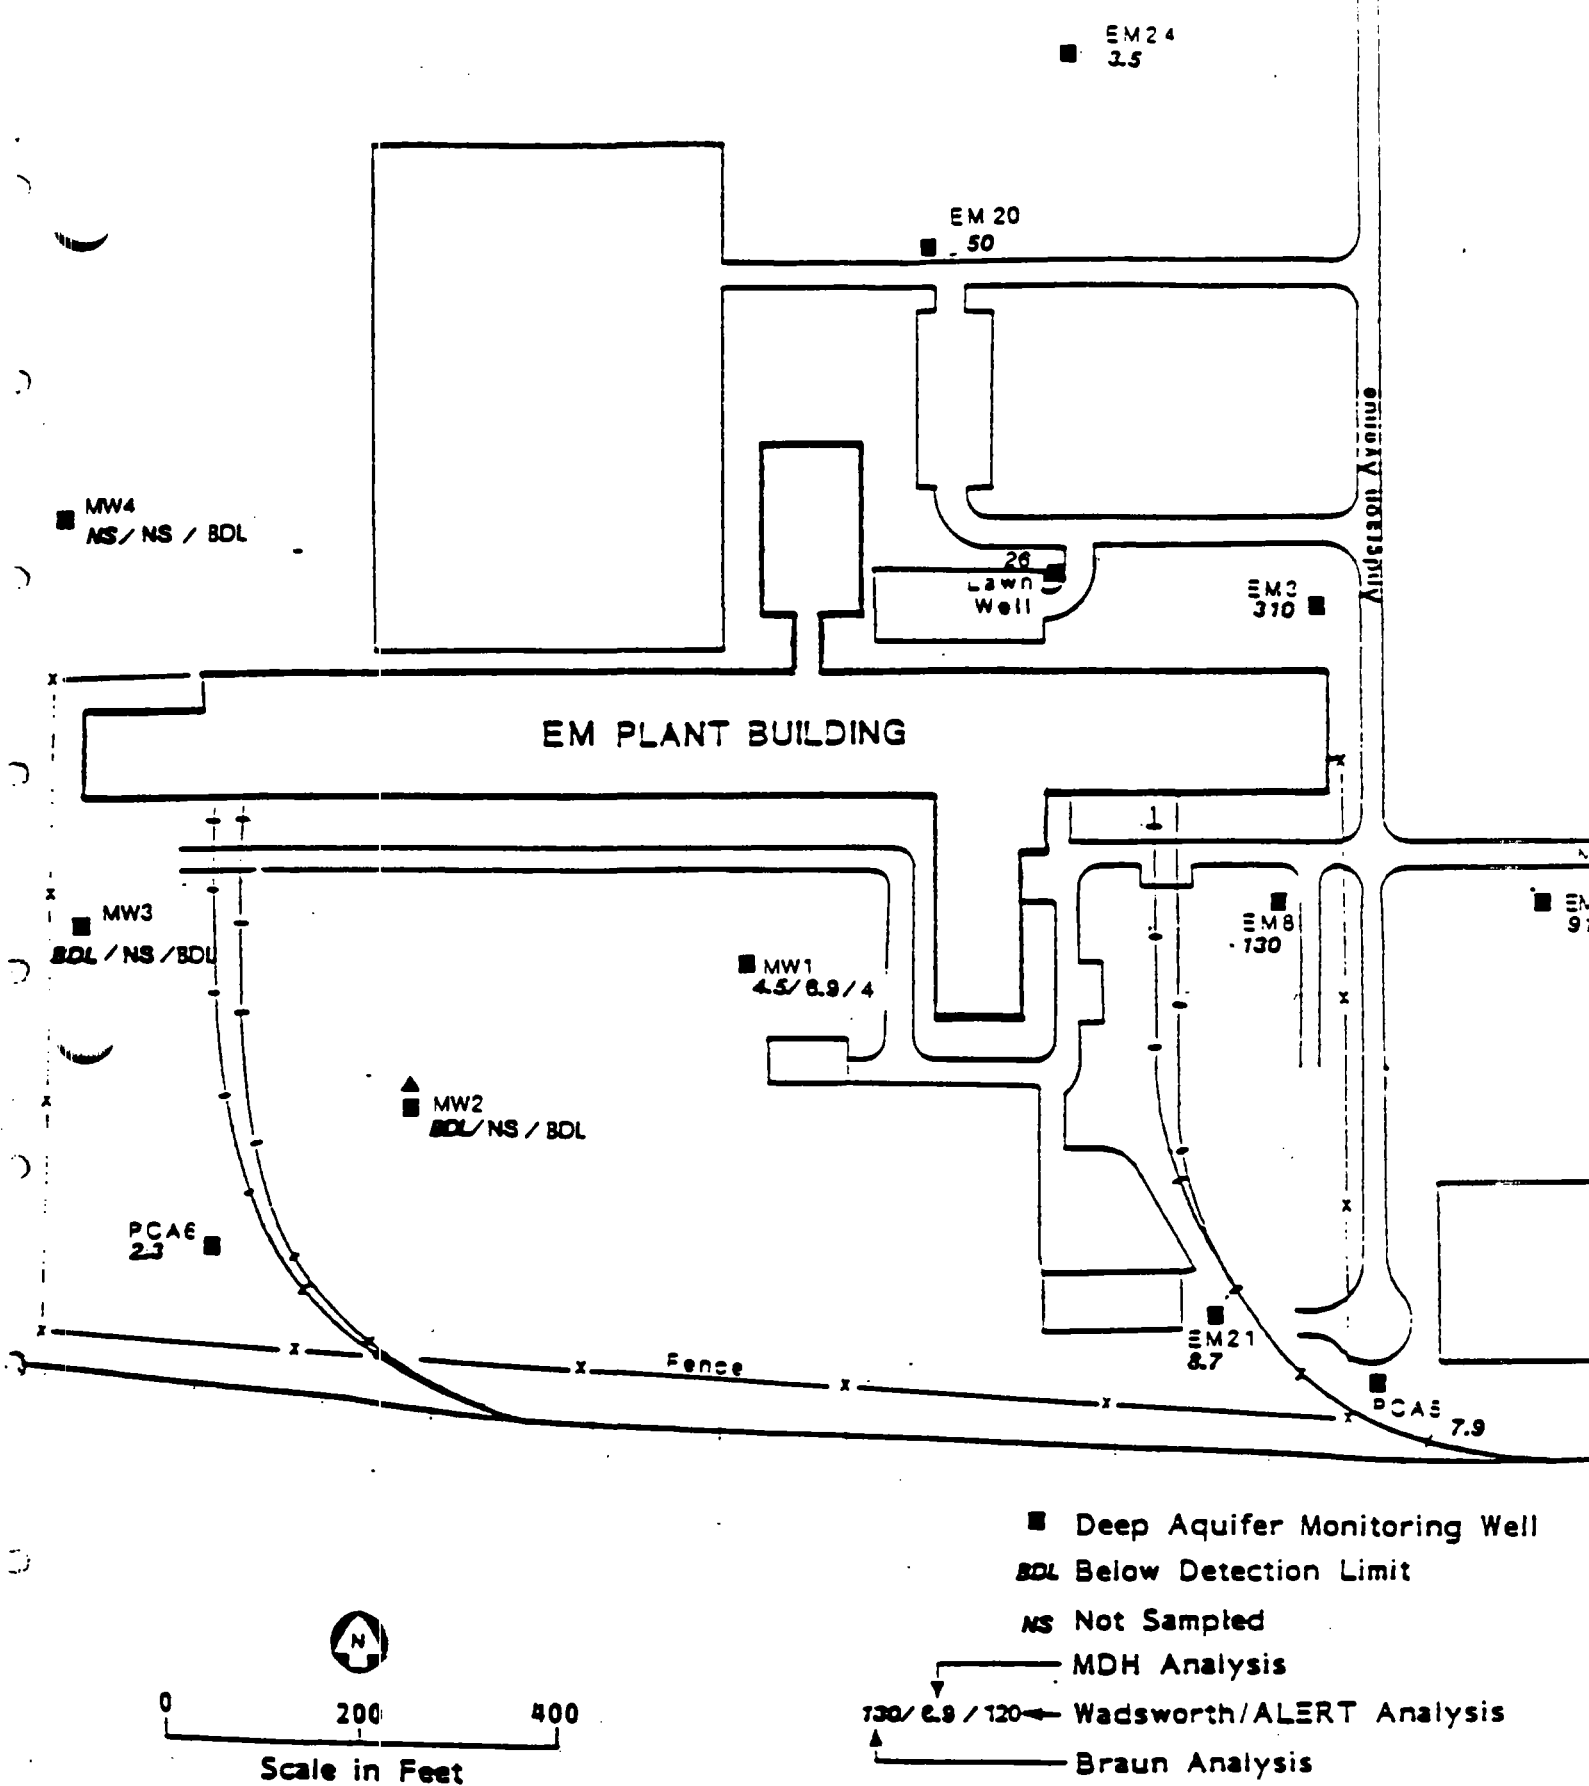 EM24
3.5
EM 20
50
MW4
NS / NS / BDL
26
Lawn
Well
310
EM PLANT BUILDING
MW3
BDL / NS / BDL
MW1
4.5/ 6.9 / 4
EM8
130
91
MW2
BDL/ NS / BDL
PCA6
2.3
EM21
8.7
Fence
PCA5
7.9
Deep Aquifer Monitoring Well
BDL Below Detection Limit
NS Not Sampled
MDH Analysis
130/ 6.9 / 120 Wadsworth/ALERT Analysis
Braun Analysis
N
0 200 400
Scale in Feet